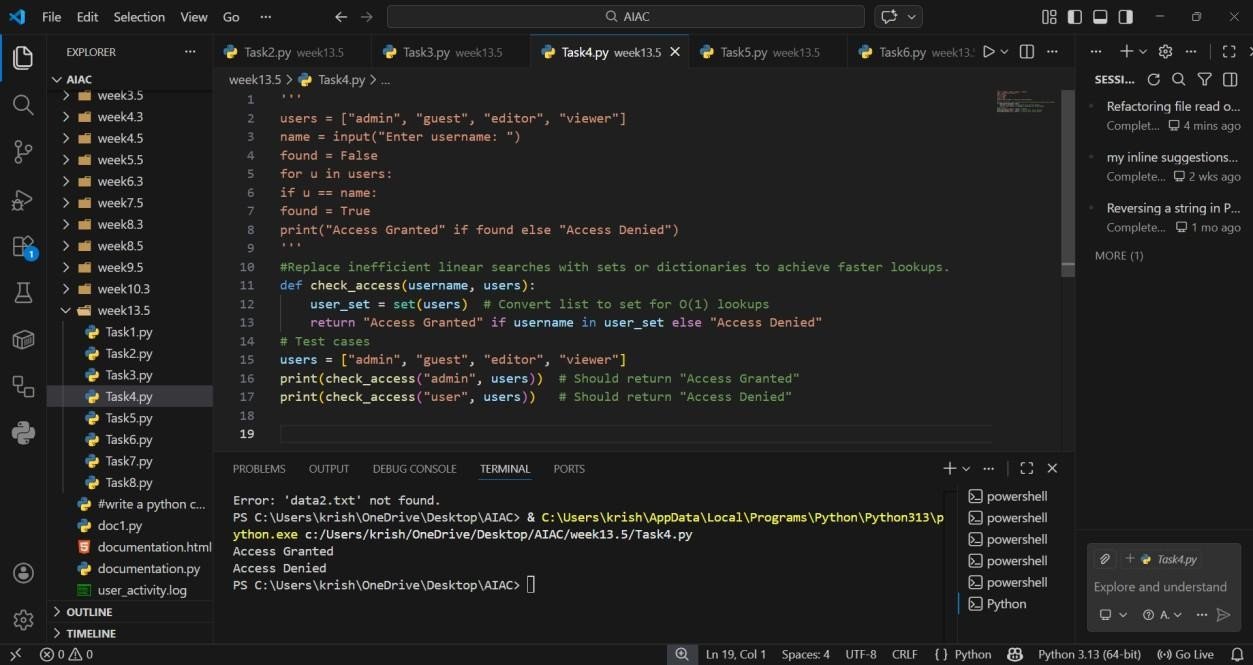 File Edit Selection View Go ··· AIAC
EXPLORER ···
AIAC
week3.5
week4.3
week4.5
week5.5
week6.3
week7.5
week8.3
week8.5
week9.5
week10.3
week13.5
Task1.py
Task2.py
Task3.py
Task4.py
Task5.py
Task6.py
Task7.py
Task8.py
#write a python c...
doc1.py
documentation.html
documentation.py
user_activity.log
OUTLINE
TIMELINE
1
Task2.py week13.5 Task3.py week13.5 Task4.py week13.5 Task5.py week13.5 Task6.py week13.5
week13.5 > Task4.py > ...
1 '''
2 users = ["admin", "guest", "editor", "viewer"]
3 name = input("Enter username: ")
4 found = False
5 for u in users:
6 if u == name:
7 found = True
8 print("Access Granted" if found else "Access Denied")
9 '''
10 #Replace inefficient linear searches with sets or dictionaries to achieve faster lookups.
11 def check_access(username, users):
12     user_set = set(users)  # Convert list to set for O(1) lookups
13     return "Access Granted" if username in user_set else "Access Denied"
14 # Test cases
15 users = ["admin", "guest", "editor", "viewer"]
16 print(check_access("admin", users))  # Should return "Access Granted"
17 print(check_access("user", users))   # Should return "Access Denied"
18
19
PROBLEMS OUTPUT DEBUG CONSOLE TERMINAL PORTS
Error: 'data2.txt' not found.
PS C:\Users\krish\OneDrive\Desktop\AIAC> & C:\Users\krish\AppData\Local\Programs\Python\Python313\p
ython.exe c:/Users/krish/OneDrive/Desktop/AIAC/week13.5/Task4.py
Access Granted
Access Denied
PS C:\Users\krish\OneDrive\Desktop\AIAC>
powershell
powershell
powershell
powershell
powershell
Python
SESSI...
Refactoring file read o...
Complet... 4 mins ago
my inline suggestions...
Complete... 2 wks ago
Reversing a string in P...
Complete... 1 mo ago
MORE (1)
Task4.py
Explore and understand
A.
0 0
Ln 19, Col 1 Spaces: 4 UTF-8 CRLF { } Python Python 3.13 (64-bit) Go Live